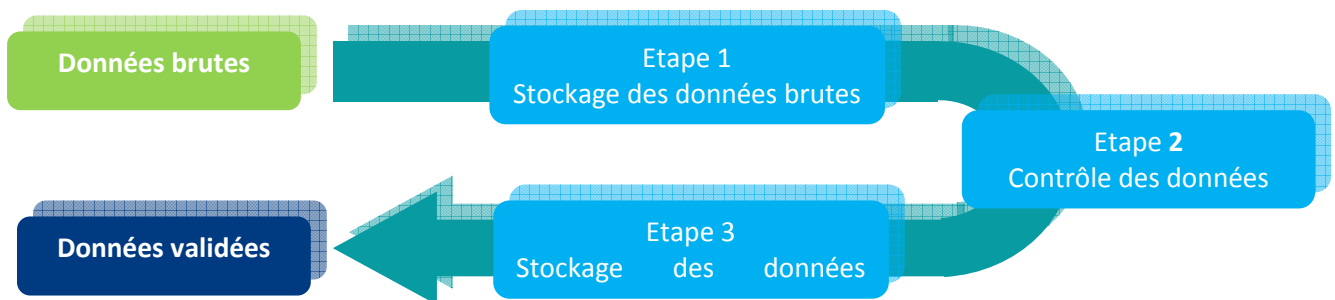 Données brutes
Etape 1
Stockage des données brutes
Etape 2
Contrôle des données
Etape 3
Stockage des données
Données validées